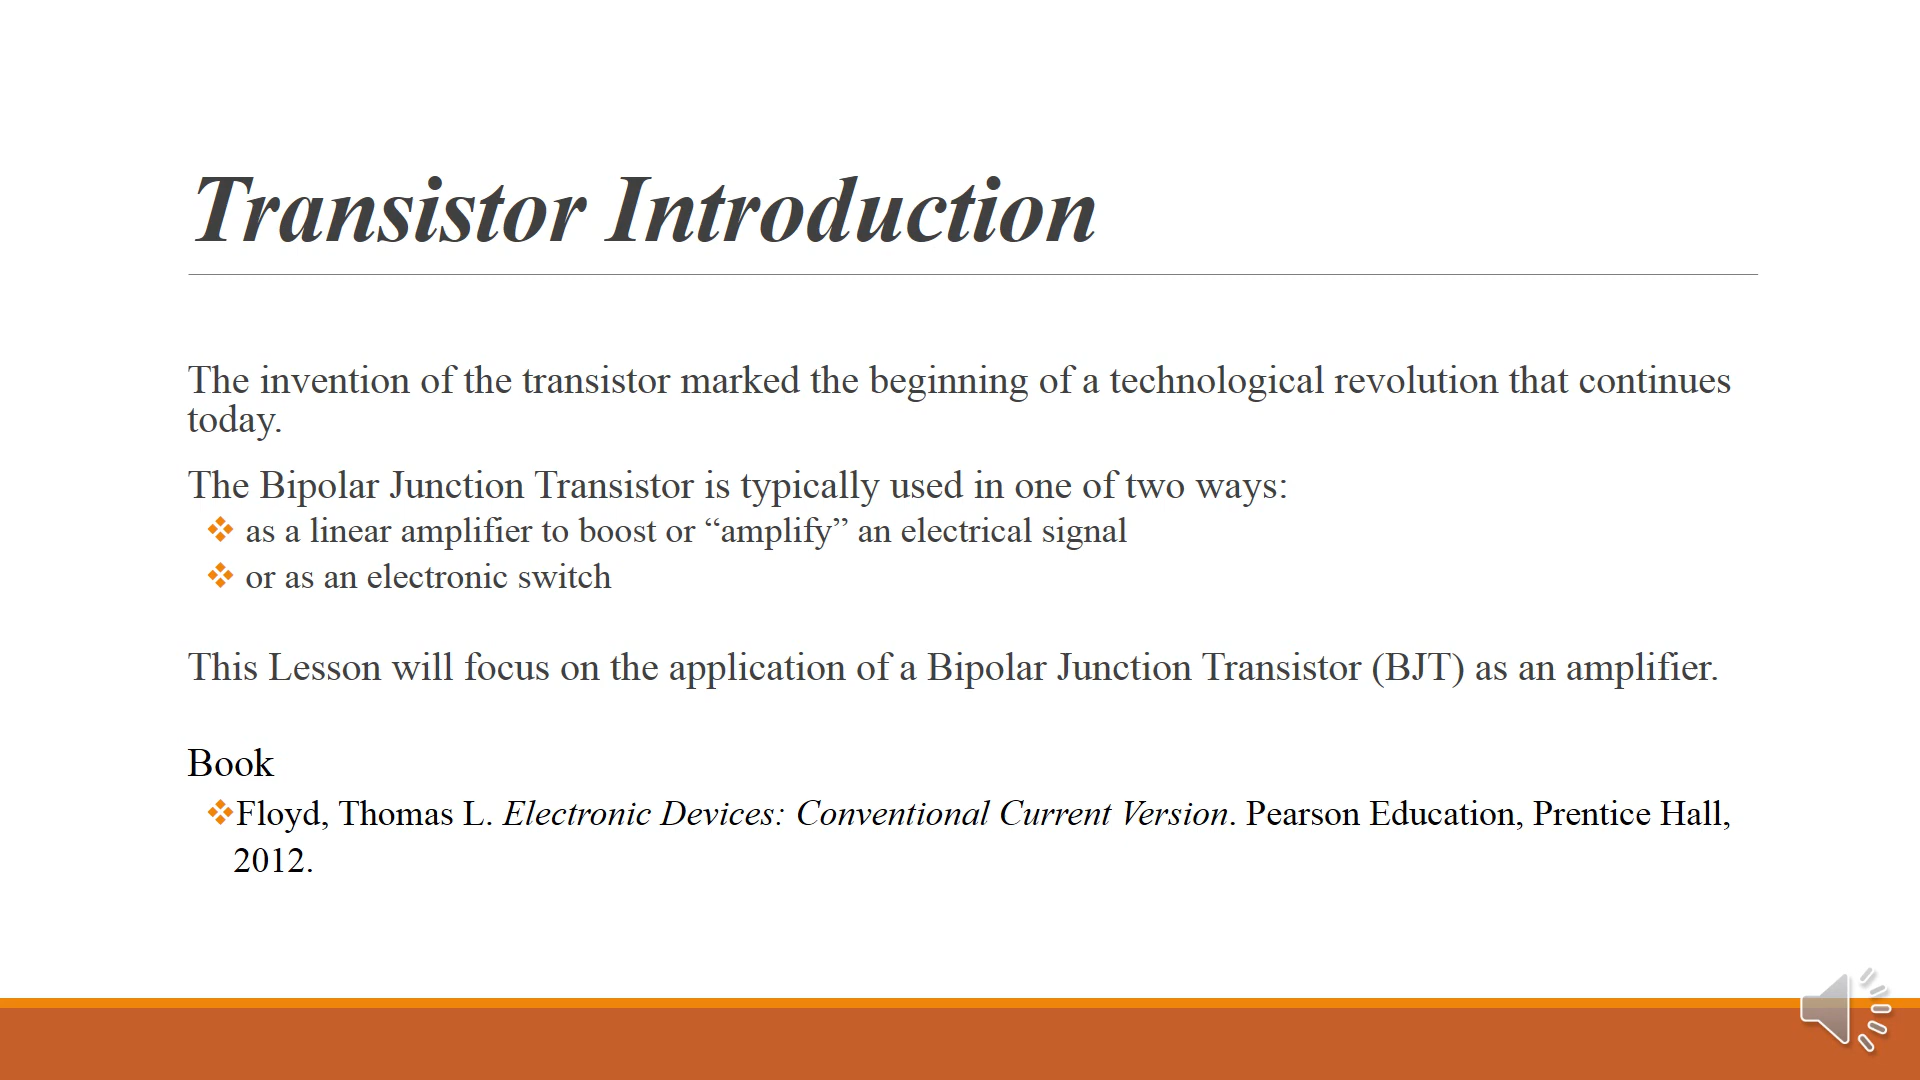 Transistor Introduction
The invention of the transistor marked the beginning of a technological revolution that continues
today.
The Bipolar Junction Transistor is typically used in one of two ways:
as a linear amplifier to boost or “amplify” an electrical signal
or as an electronic switch
This Lesson will focus on the application of a Bipolar Junction Transistor (BJT) as an amplifier.
Book
Floyd, Thomas L. Electronic Devices: Conventional Current Version. Pearson Education, Prentice Hall,
2012.